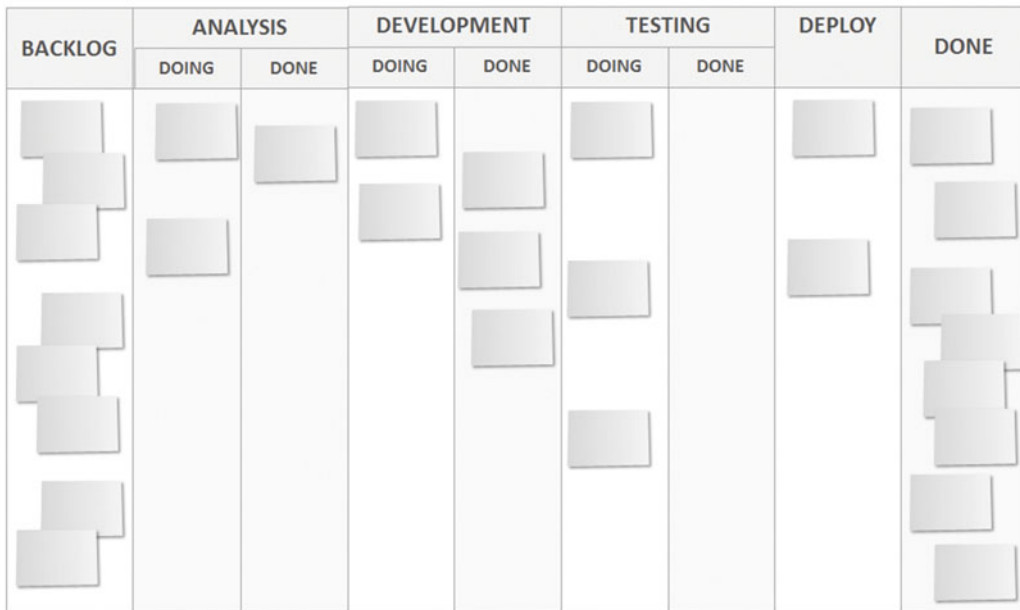 BACKLOG
ANALYSIS
DEVELOPMENT
TESTING
DEPLOY
DONE
DOING
DONE
DOING
DONE
DOING
DONE